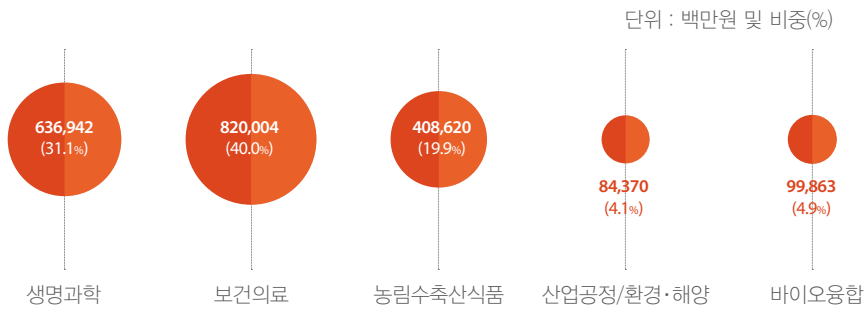 단위 : 백만원 및 비중(%)
636,942
(31.1%)
820,004
(40.0%)
408,620
(19.9%)
84,370
(4.1%)
99,863
(4.9%)
생명과학
보건의료
농림수축산식품
산업공정/환경·해양
바이오융합